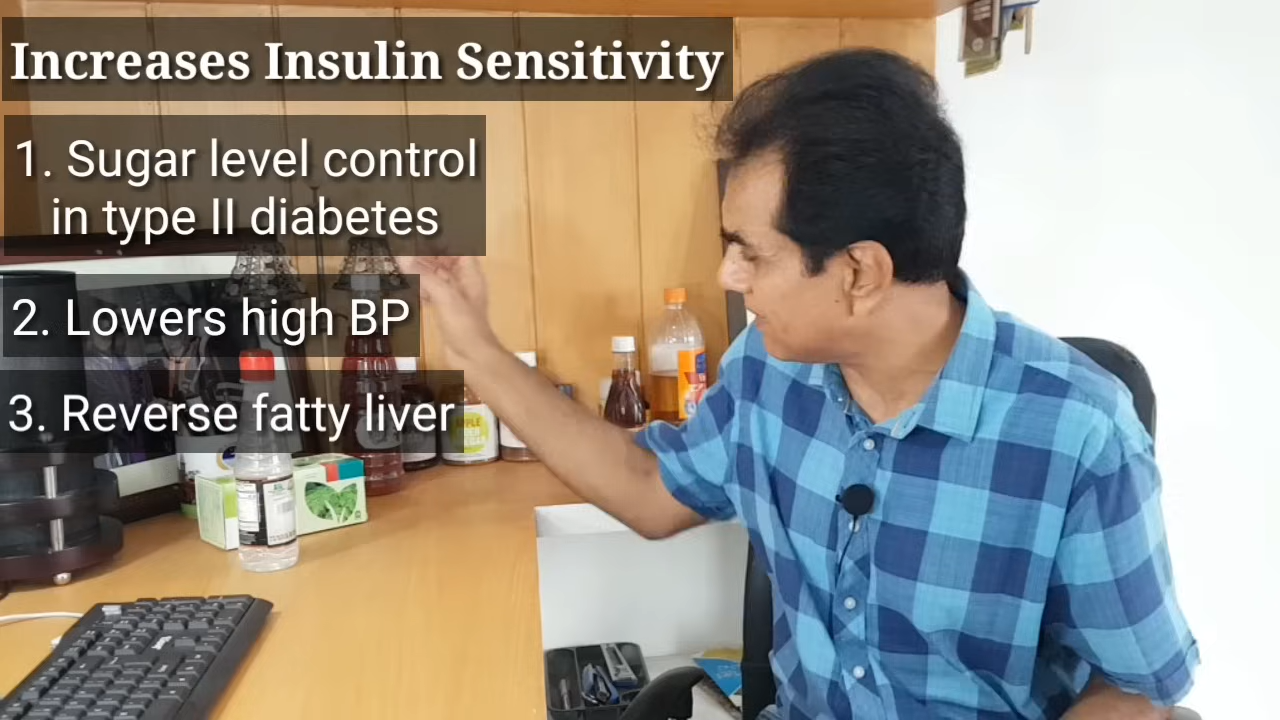 Increases Insulin Sensitivity
1. Sugar level control
in type II diabetes
2. Lowers high BP
3. Reverse fatty liver